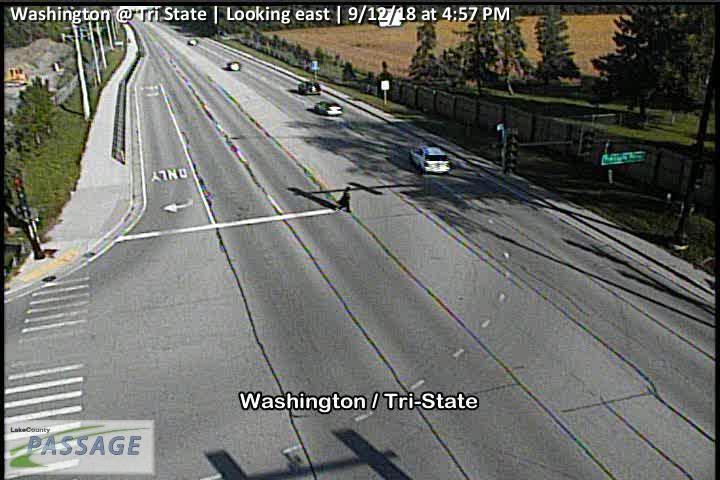 Washington @ Tri State | Looking east | 9/12/18 at 4:57 PM
ONLY
Washington / Tri-State
LakeCounty
PASSAGE